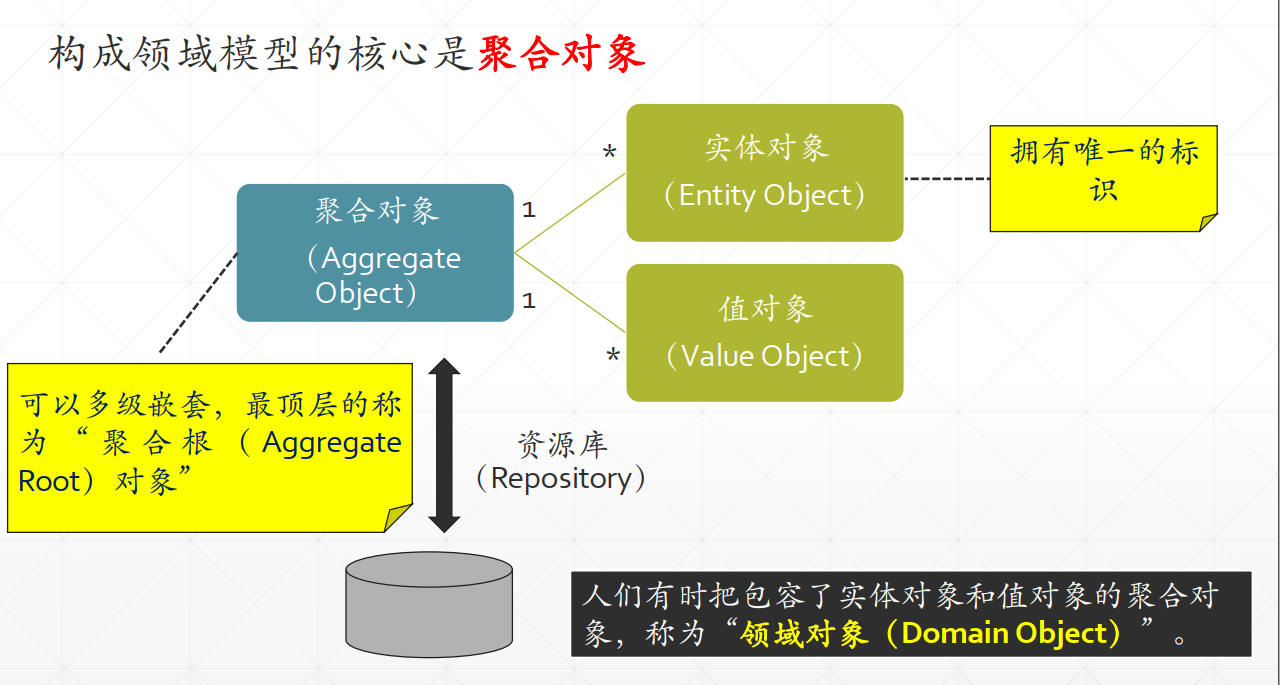 构成领域模型的核心是聚合对象
*
实体对象
（Entity Object）
拥有唯一的标
识
聚合对象
（Aggregate
Object）
1
1
*
值对象
（Value Object）
可以多级嵌套，最顶层的称
为“聚合根（Aggregate
Root）对象”
资源库
（Repository）
人们有时把包容了实体对象和值对象的聚合对
象，称为“领域对象（Domain Object）”。